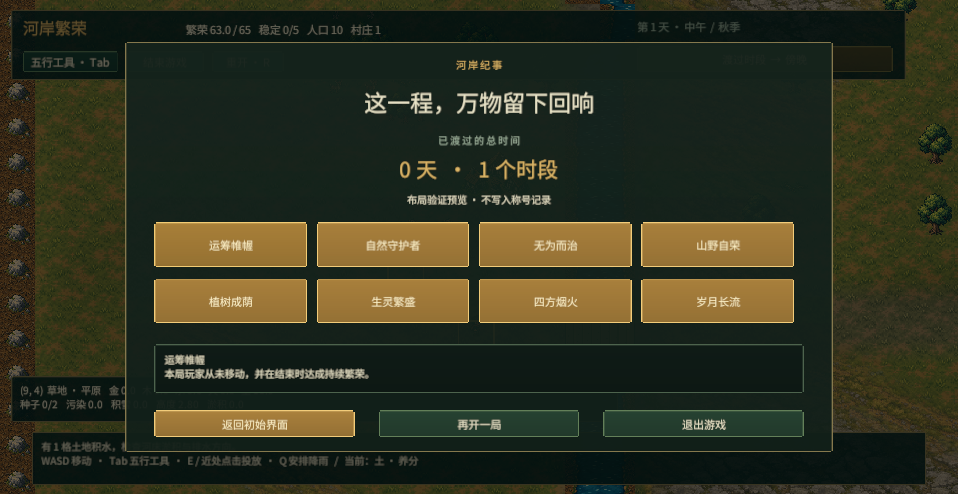 河岸繁荣
繁荣 63.0 / 65 稳定 0/5 人口 10 村庄 1
第 1 天 · 中午 / 秋季
五行工具 · Tab
河岸纪事
这一程，万物留下回响
已渡过的总时间
0 天 · 1 个时段
布局验证预览 · 不写入称号记录
运筹帷幄 自然守护者 无为而治 山野自荣
植树成荫 生灵繁盛 四方烟火 岁月长流
运筹帷幄
本局玩家从未移动，并在结束时达成持续繁荣。
(9, 4) 草地 · 平原 金
种子 0/2 污染 0.0 积
返回初始界面 再开一局 退出游戏
有 1 格土地积水，
WASD 移动 · Tab 五行工具 · E / 近处点击投放 · Q 安排降雨 / 当前：土 · 养分